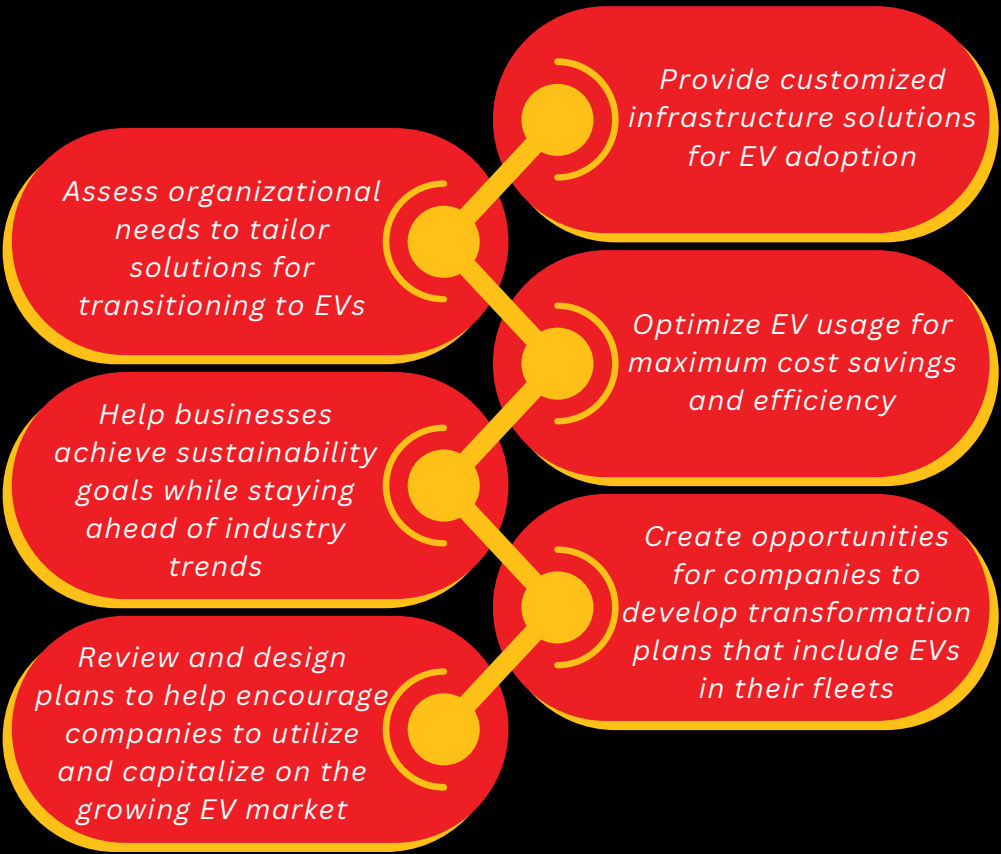 Provide customized
infrastructure solutions
for EV adoption
Assess organizational
needs to tailor
solutions for
transitioning to EVs
Optimize EV usage for
maximum cost savings
and efficiency
Help businesses
achieve sustainability
goals while staying
ahead of industry
trends
Create opportunities
for companies to
develop transformation
plans that include EVs
in their fleets
Review and design
plans to help encourage
companies to utilize
and capitalize on the
growing EV market